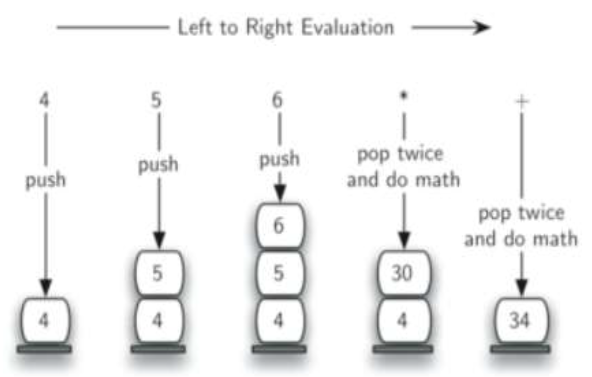 Left to Right Evaluation
4 5 6 * +
push
push
push
pop twice
and do math
pop twice
and do math
4
5
4
6
5
4
30
4
34